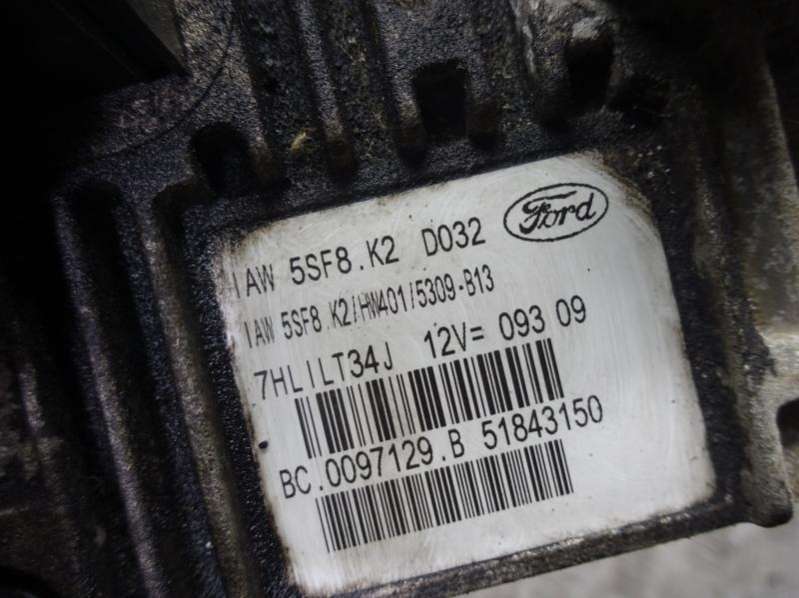 IAW 5SF8.K2 D032 Ford
IAW 5SF8.K2/HW401/5309-B13
7HLILT34J 12V= 093 09
BC.0097129.B 51843150